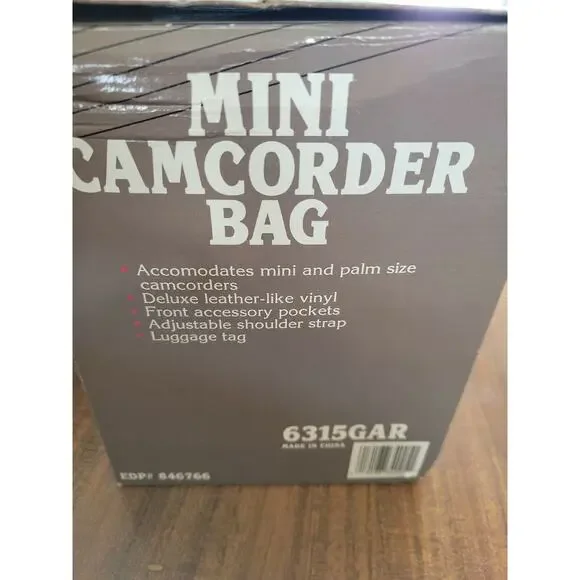 MINI
CAMCORDER
BAG
• Accomodates mini and palm size
camcorders
• Deluxe leather-like vinyl
• Front accessory pockets
• Adjustable shoulder strap
• Luggage tag
6315GAR
MADE IN CHINA
EDP# 846766